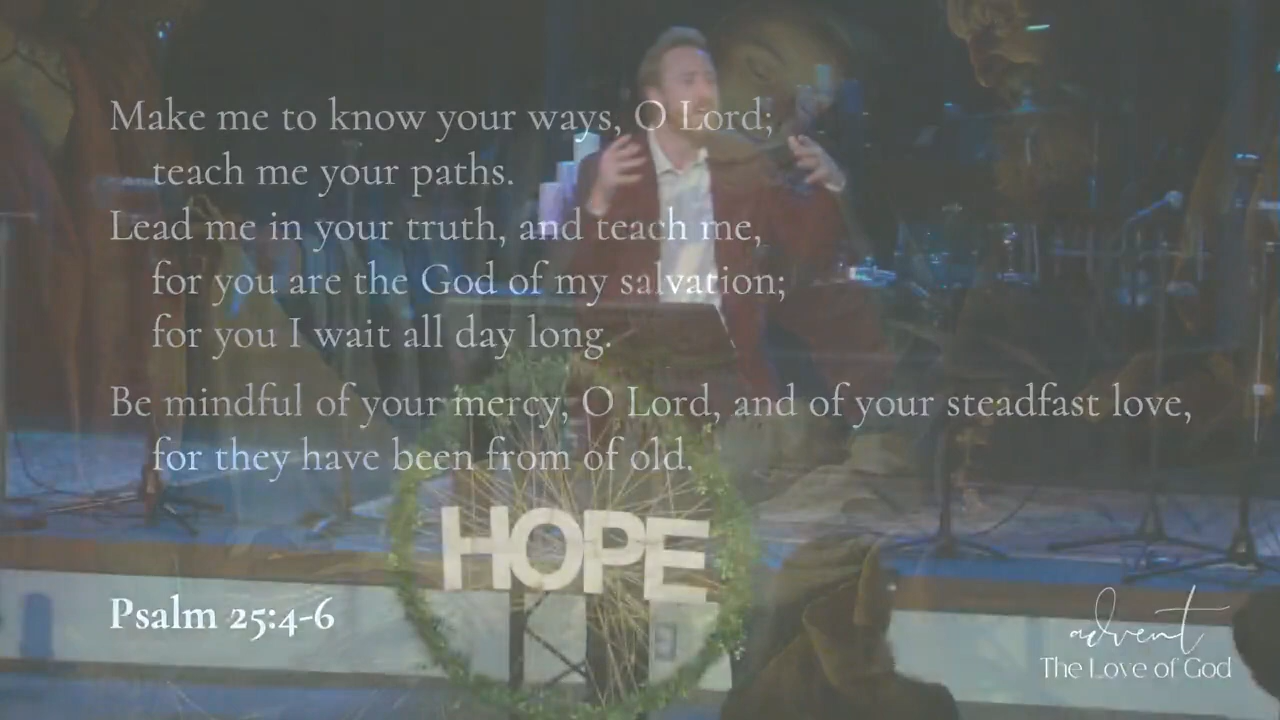 Make me to know your ways, O Lord;
teach me your paths.
Lead me in your truth, and teach me,
for you are the God of my salvation;
for you I wait all day long.
Be mindful of your mercy, O Lord, and of your steadfast love,
for they have been from of old.
HOPE
Psalm 25:4-6
advent
The Love of God